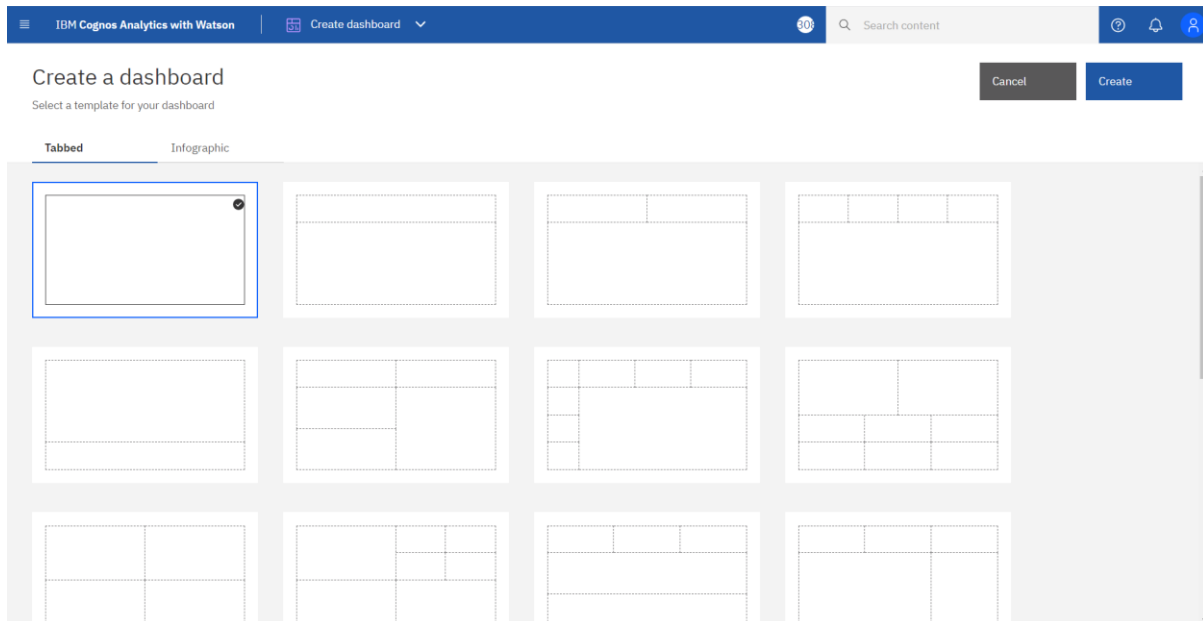 IBM Cognos Analytics with Watson
Create dashboard
30
Search content
Create a dashboard
Cancel
Create
Select a template for your dashboard
Tabbed
Infographic